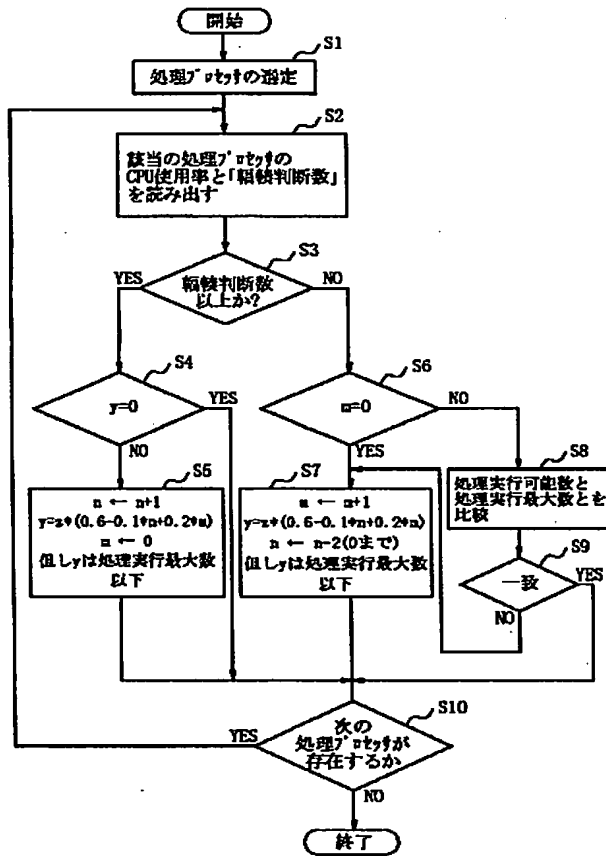 開始
S1
処理プロセッサの選定
S2
該当の処理プロセッサの
CPU使用率と「輻輳判断数」
を読み出す
S3
YES
NO
輻輳判断数
以上か?
S4
y=0
YES
NO
S6
m=0
NO
YES
S5
n ← n+1
y=z*(0.6-0.1*n+0.2*m)
m ← 0
但しyは処理実行最大数
以下
S7
m ← m+1
y=z*(0.6-0.1*n+0.2*m)
n ← n-2(0まで)
但しyは処理実行最大数
以下
S8
処理実行可能数と
処理実行最大数とを
比較
S9
一致
YES
NO
S10
YES
次の
処理プロセッサが
存在するか
NO
終了